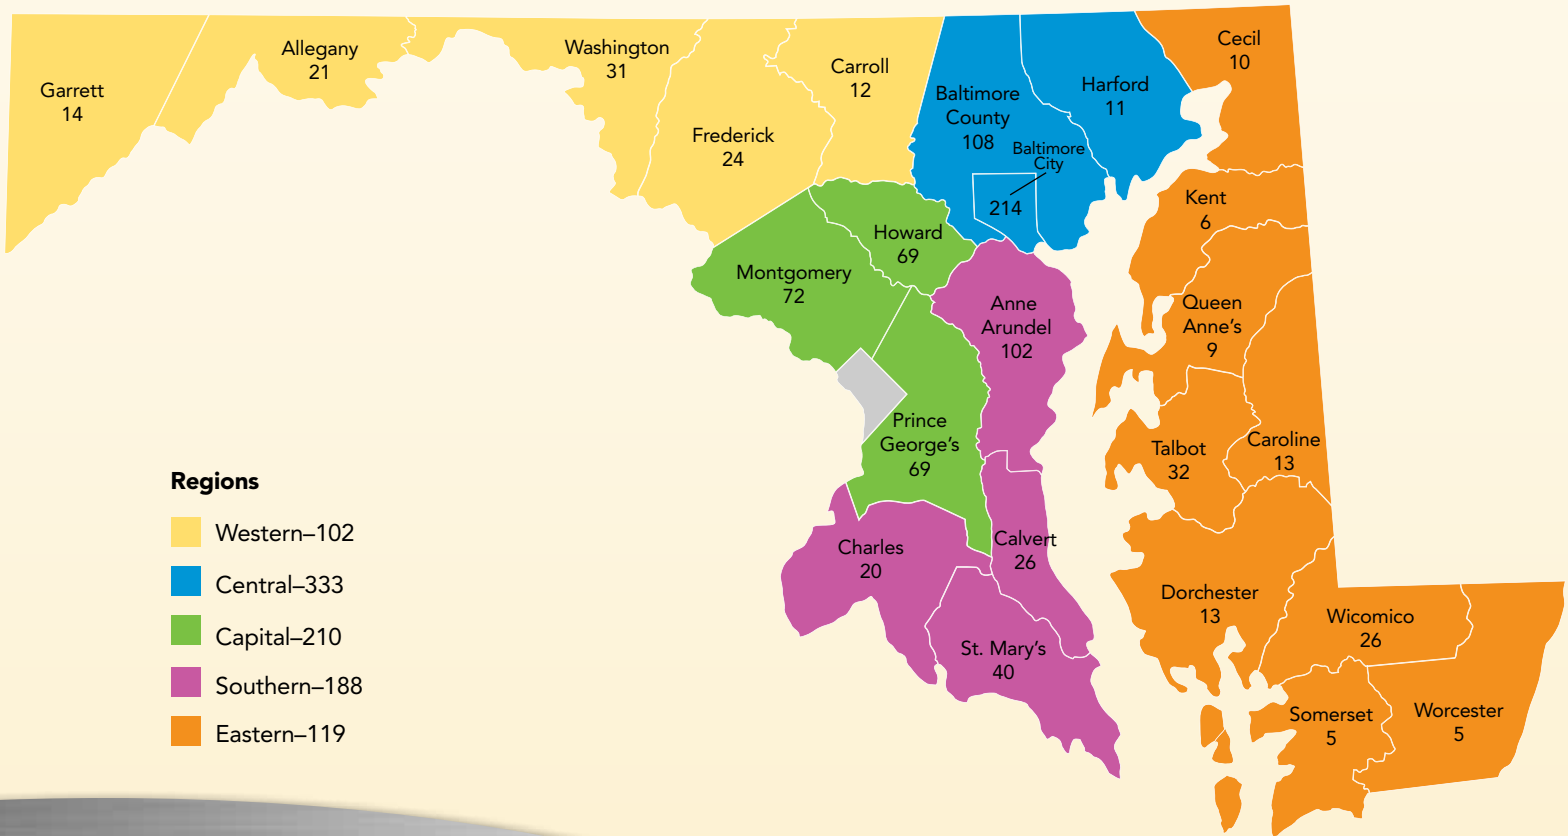 Garrett
14
Allegany
21
Washington
31
Frederick
24
Carroll
12
Baltimore
County
108
Baltimore
City
214
Harford
11
Cecil
10
Kent
6
Queen
Anne's
9
Howard
69
Montgomery
72
Anne
Arundel
102
Prince
George's
69
Talbot
32
Caroline
13
Charles
20
Calvert
26
St. Mary's
40
Dorchester
13
Wicomico
26
Somerset
5
Worcester
5
Regions
Western–102
Central–333
Capital–210
Southern–188
Eastern–119